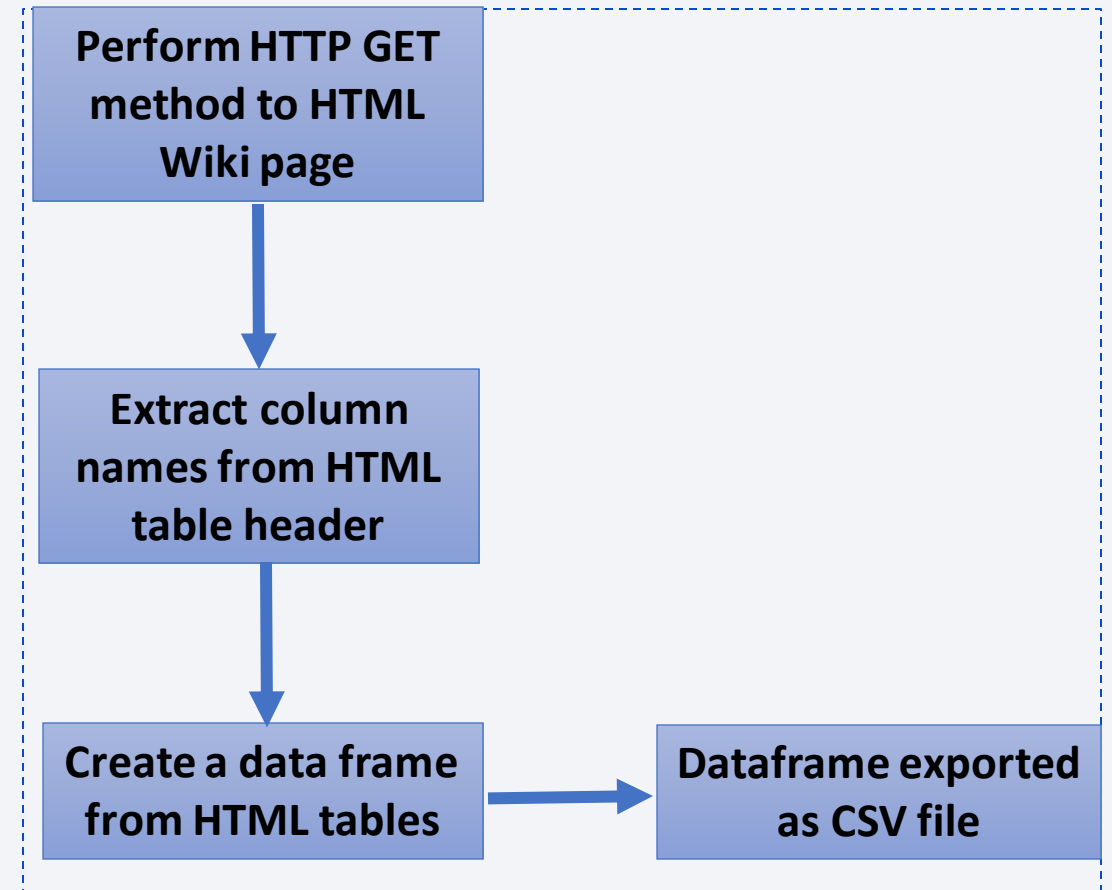 Perform HTTP GET
method to HTML
Wiki page
Extract column
names from HTML
table header
Create a data frame
from HTML tables
Dataframe exported
as CSV file